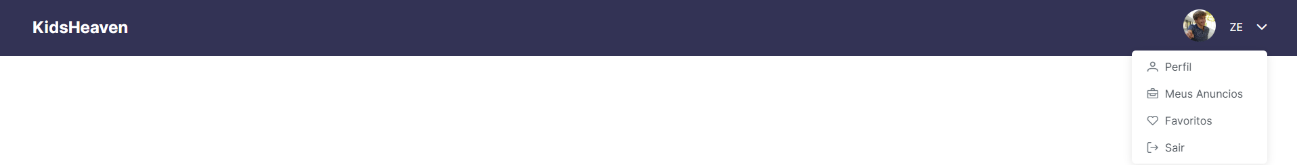 KidsHeaven
ZE
Perfil
Meus Anuncios
Favoritos
Sair